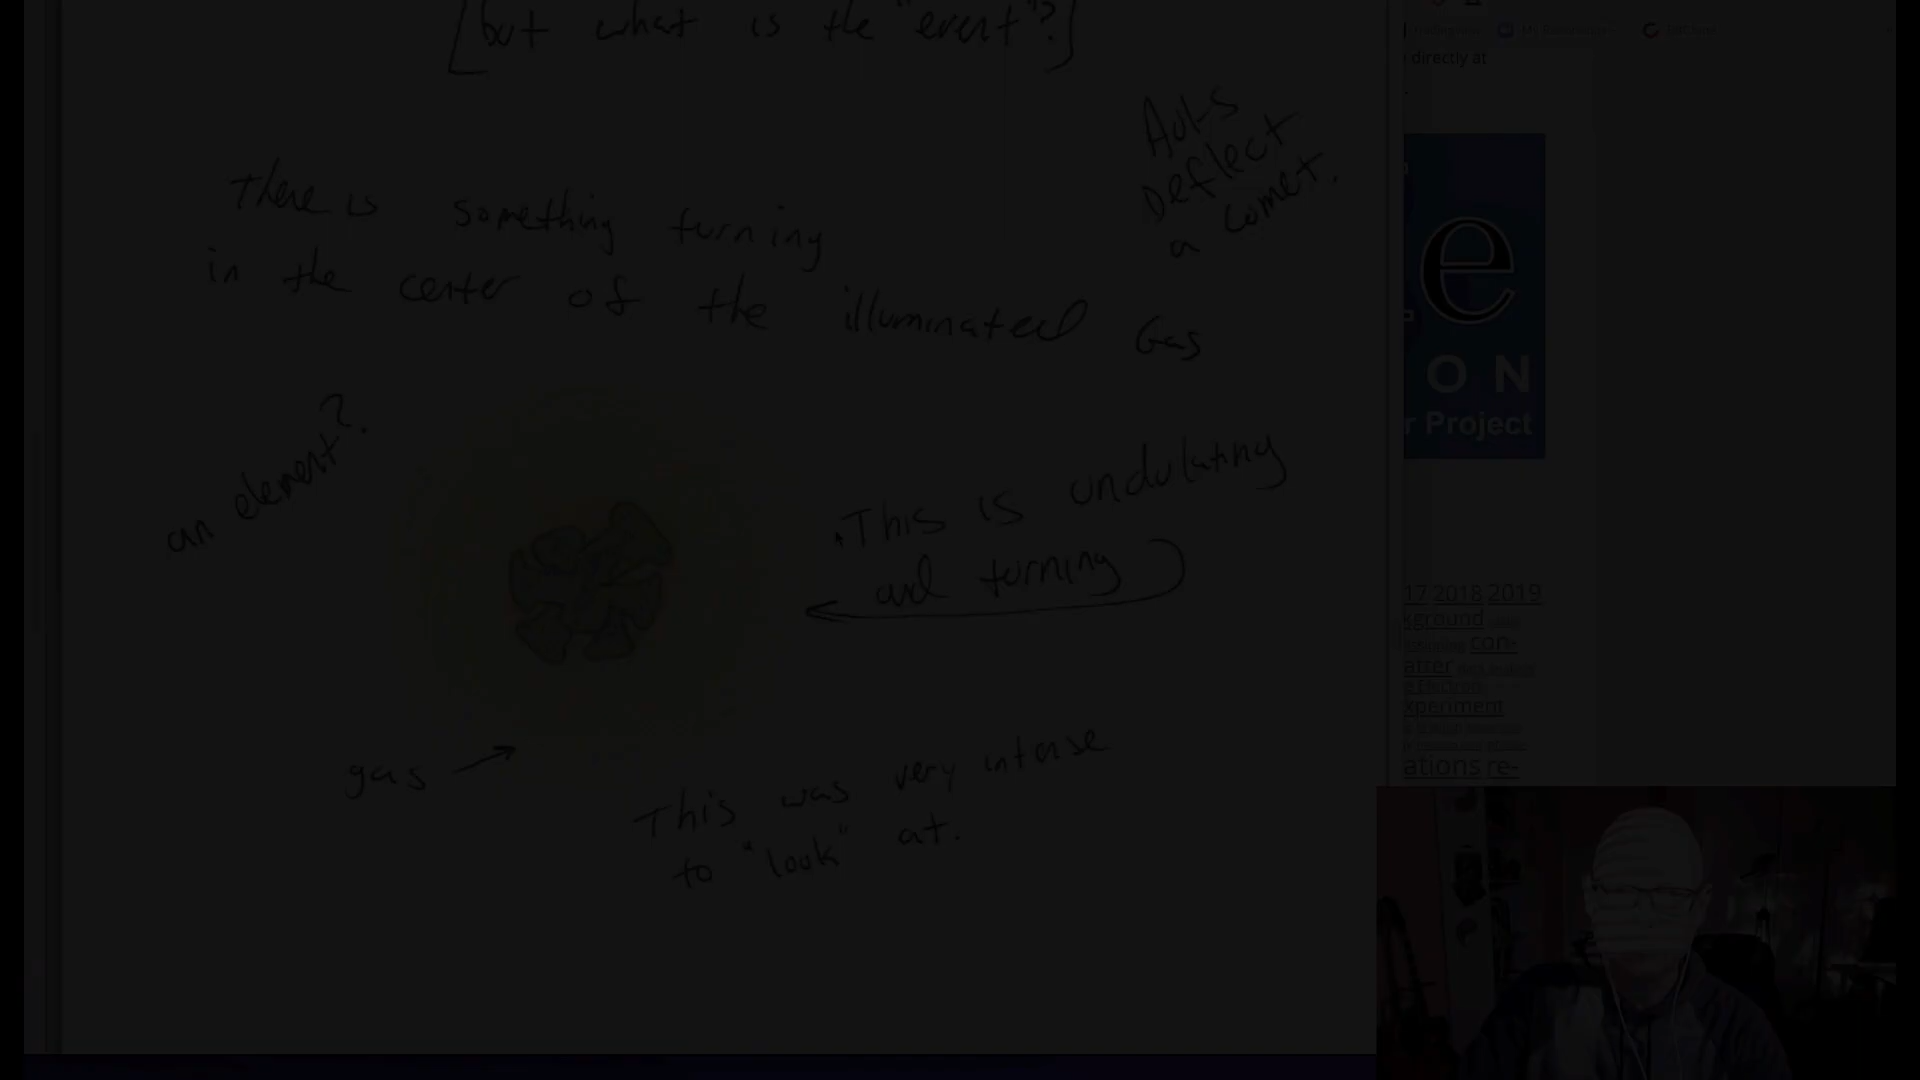 [but what is the "event"?]
AOLs
Deflect
a comet.
There is something turning
in the center of the illuminated Gas
an element?
This is undulating
and turning
gas
This was very intense
to "look" at.
directly at
e
ON
r Project
17 2018 2019
kground
con-
atter
e Electron
xperiment
ations re-